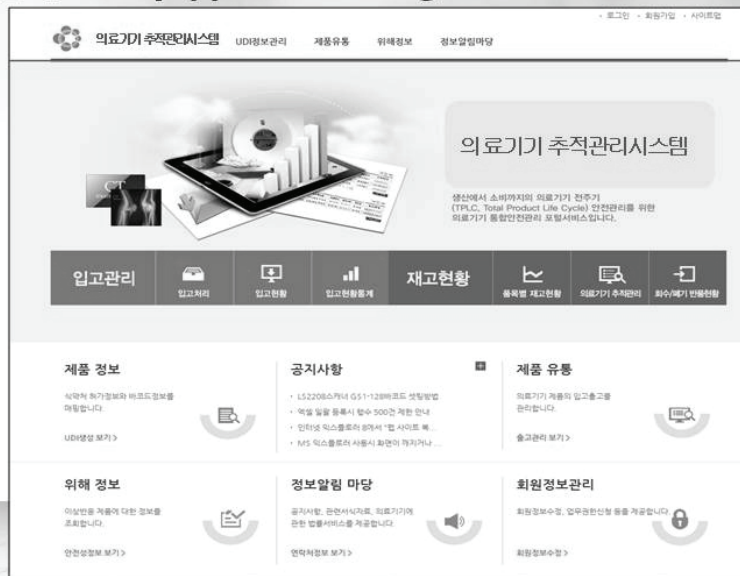 · 로그인 · 회원가입 · 사이트맵
의료기기 추적관리시스템 UDI정보관리 제품유통 위해정보 정보알림마당
CT
의료기기 추적관리시스템
생산에서 소비까지의 의료기기 전주기
(TPLC, Total Product Life Cycle) 안전관리를 위한
의료기기 통합안전관리 포털서비스입니다.
입고관리 입고처리 입고현황 입고현황통계 재고현황 품목별 재고현황 의료기기 추적관리 회수/폐기 반품현황
제품 정보
식약처 허가정보와 바코드정보를
매핑합니다.
UDI생성 보기 >
공지사항
· LS2208스캐너 GS1-128바코드 셋팅방법
· 엑셀 일괄 등록시 행수 500건 제한 안내
· 인터넷 익스플로러 8에서 "웹 사이트 복...
· MS 익스플로러 사용시 화면이 깨지거나 ...
제품 유통
의료기기 제품의 입고출고를
관리합니다.
출고관리 보기 >
위해 정보
이상반응 제품에 대한 정보를
조회합니다.
안전성정보 보기 >
정보알림 마당
공지사항, 관련서식자료, 의료기기에
관한 법률서비스를 제공합니다.
연락처정보 보기 >
회원정보관리
회원정보수정, 업무권한신청 등을 제공합니다.
회원정보수정 >